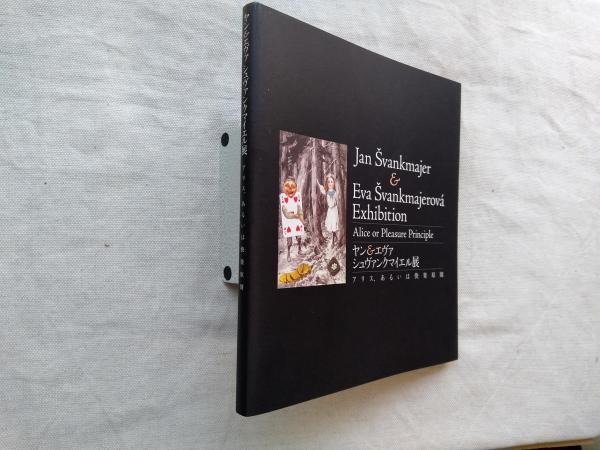 ヤン&エヴァ シュヴァンクマイエル展 アリス、あるいは快楽原則
Jan Švankmajer
&
Eva Švankmajerová
Exhibition
Alice or Pleasure Principle
ヤン&エヴァ
シュヴァンクマイエル展
アリス、あるいは快楽原則